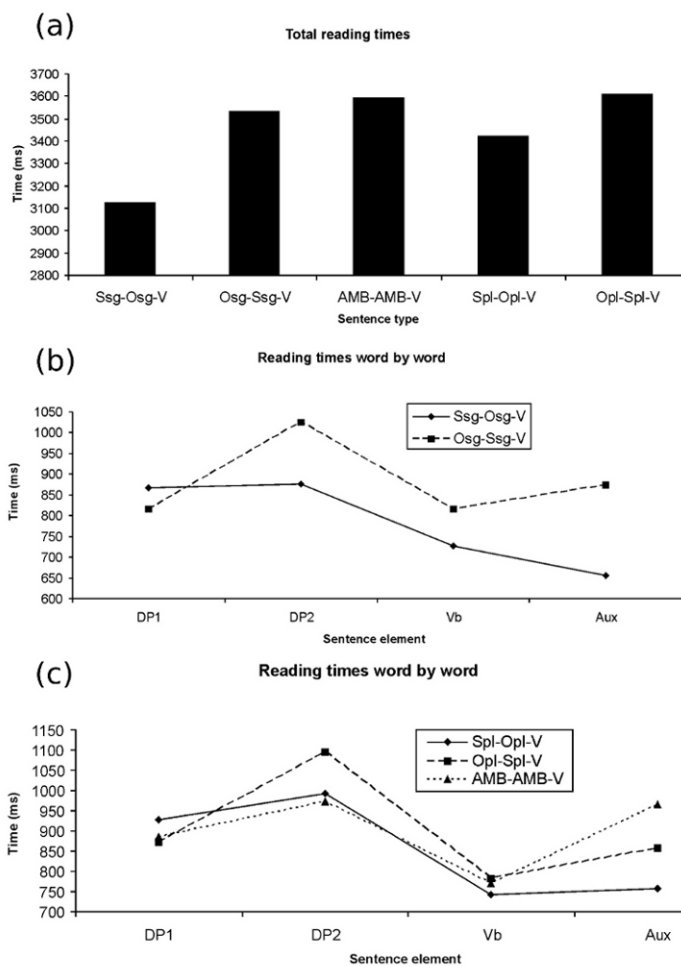 (a)
Total reading times
3700
3600
3500
3400
3300
3200
3100
3000
2900
2800
Time (ms)
Ssg-Osg-V Osg-Ssg-V AMB-AMB-V Spl-Opl-V Opl-Spl-V
Sentence type
(b)
Reading times word by word
1050
1000
950
900
850
800
750
700
650
600
Time (ms)
Ssg-Osg-V
Osg-Ssg-V
DP1 DP2 Vb Aux
Sentence element
(c)
Reading times word by word
1150
1100
1050
1000
950
900
850
800
750
700
Time (ms)
Spl-Opl-V
Opl-Spl-V
AMB-AMB-V
DP1 DP2 Vb Aux
Sentence element